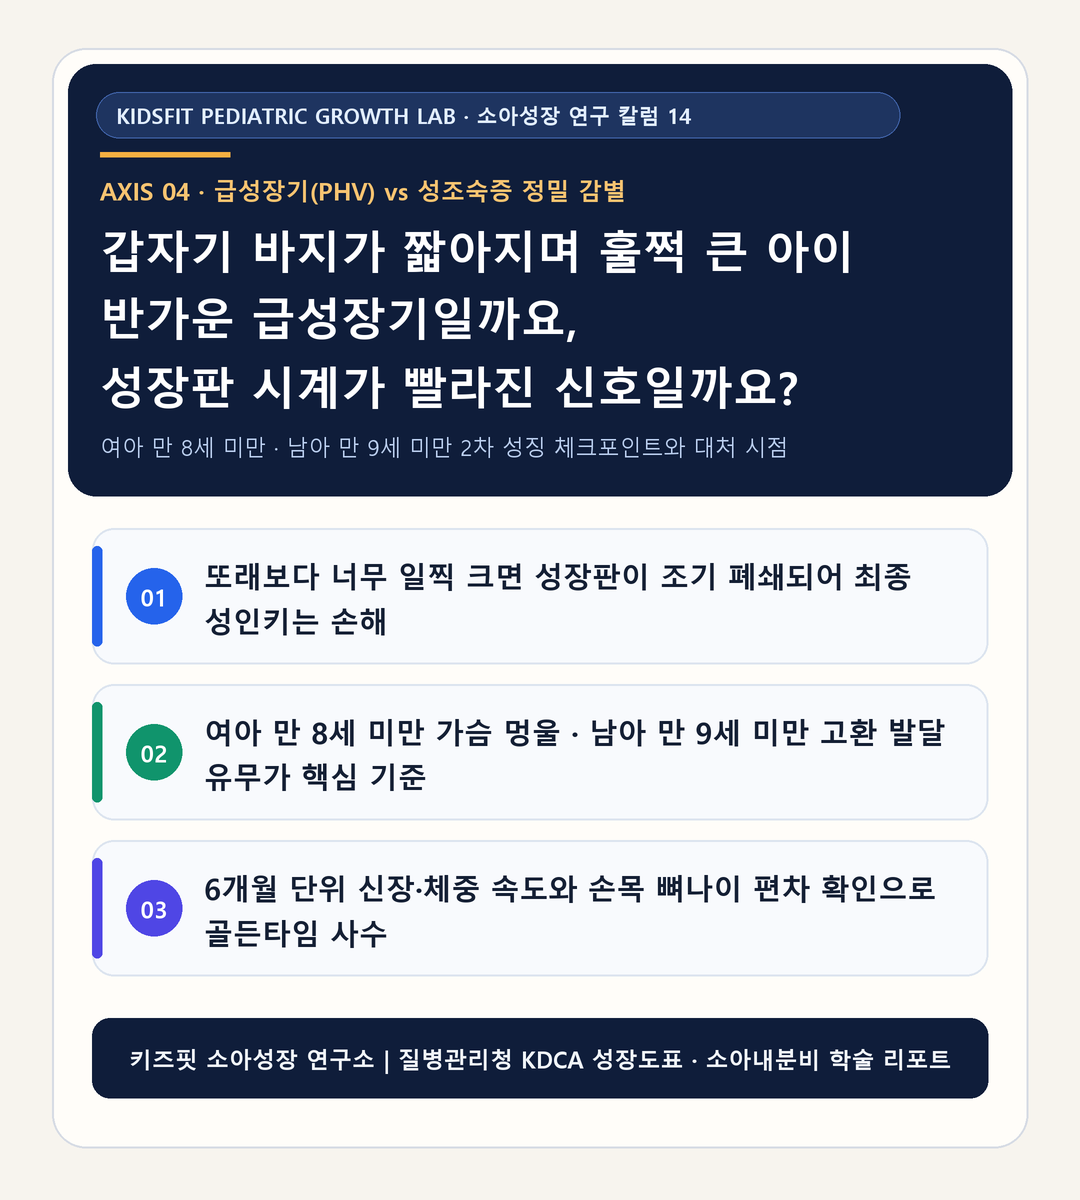 KIDSFIT PEDIATRIC GROWTH LAB · 소아성장 연구 칼럼 14
AXIS 04 · 급성장기(PHV) vs 성조숙증 정밀 감별
갑자기 바지가 짧아지며 훌쩍 큰 아이
반가운 급성장기일까요,
성장판 시계가 빨라진 신호일까요?
여아 만 8세 미만 · 남아 만 9세 미만 2차 성징 체크포인트와 대처 시점
01
또래보다 너무 일찍 크면 성장판이 조기 폐쇄되어 최종
성인키는 손해
02
여아 만 8세 미만 가슴 멍울 · 남아 만 9세 미만 고환 발달
유무가 핵심 기준
03
6개월 단위 신장·체중 속도와 손목 뼈나이 편차 확인으로
골든타임 사수
키즈핏 소아성장 연구소 | 질병관리청 KDCA 성장도표 · 소아내분비 학술 리포트